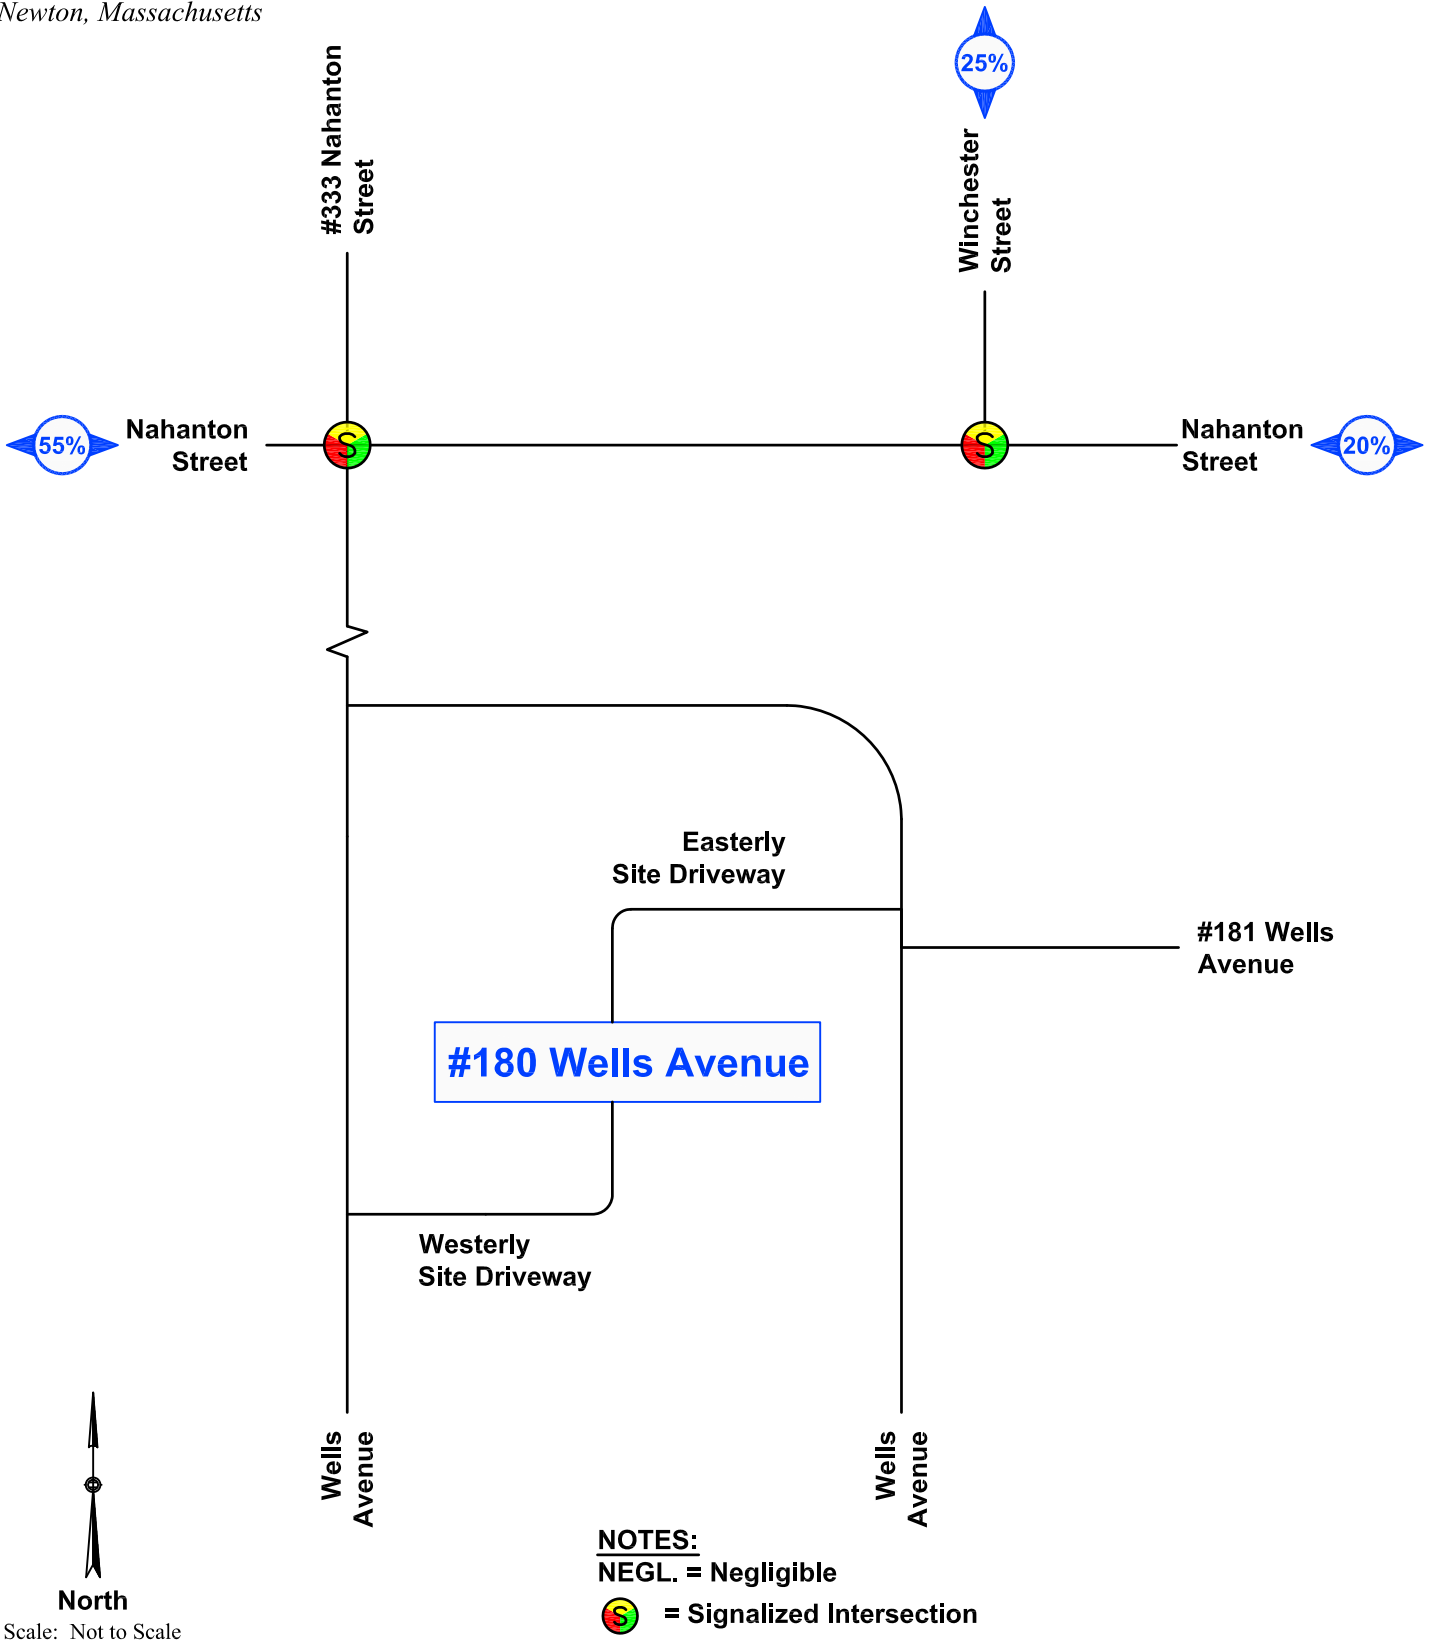 Newton, Massachusetts
25%
#333 Nahanton
Street
Winchester
Street
55%
Nahanton
Street
S
S
Nahanton
Street
20%
Easterly
Site Driveway
#181 Wells
Avenue
#180 Wells Avenue
Westerly
Site Driveway
Wells
Avenue
Wells
Avenue
North
Scale: Not to Scale
NOTES:
NEGL. = Negligible
S = Signalized Intersection